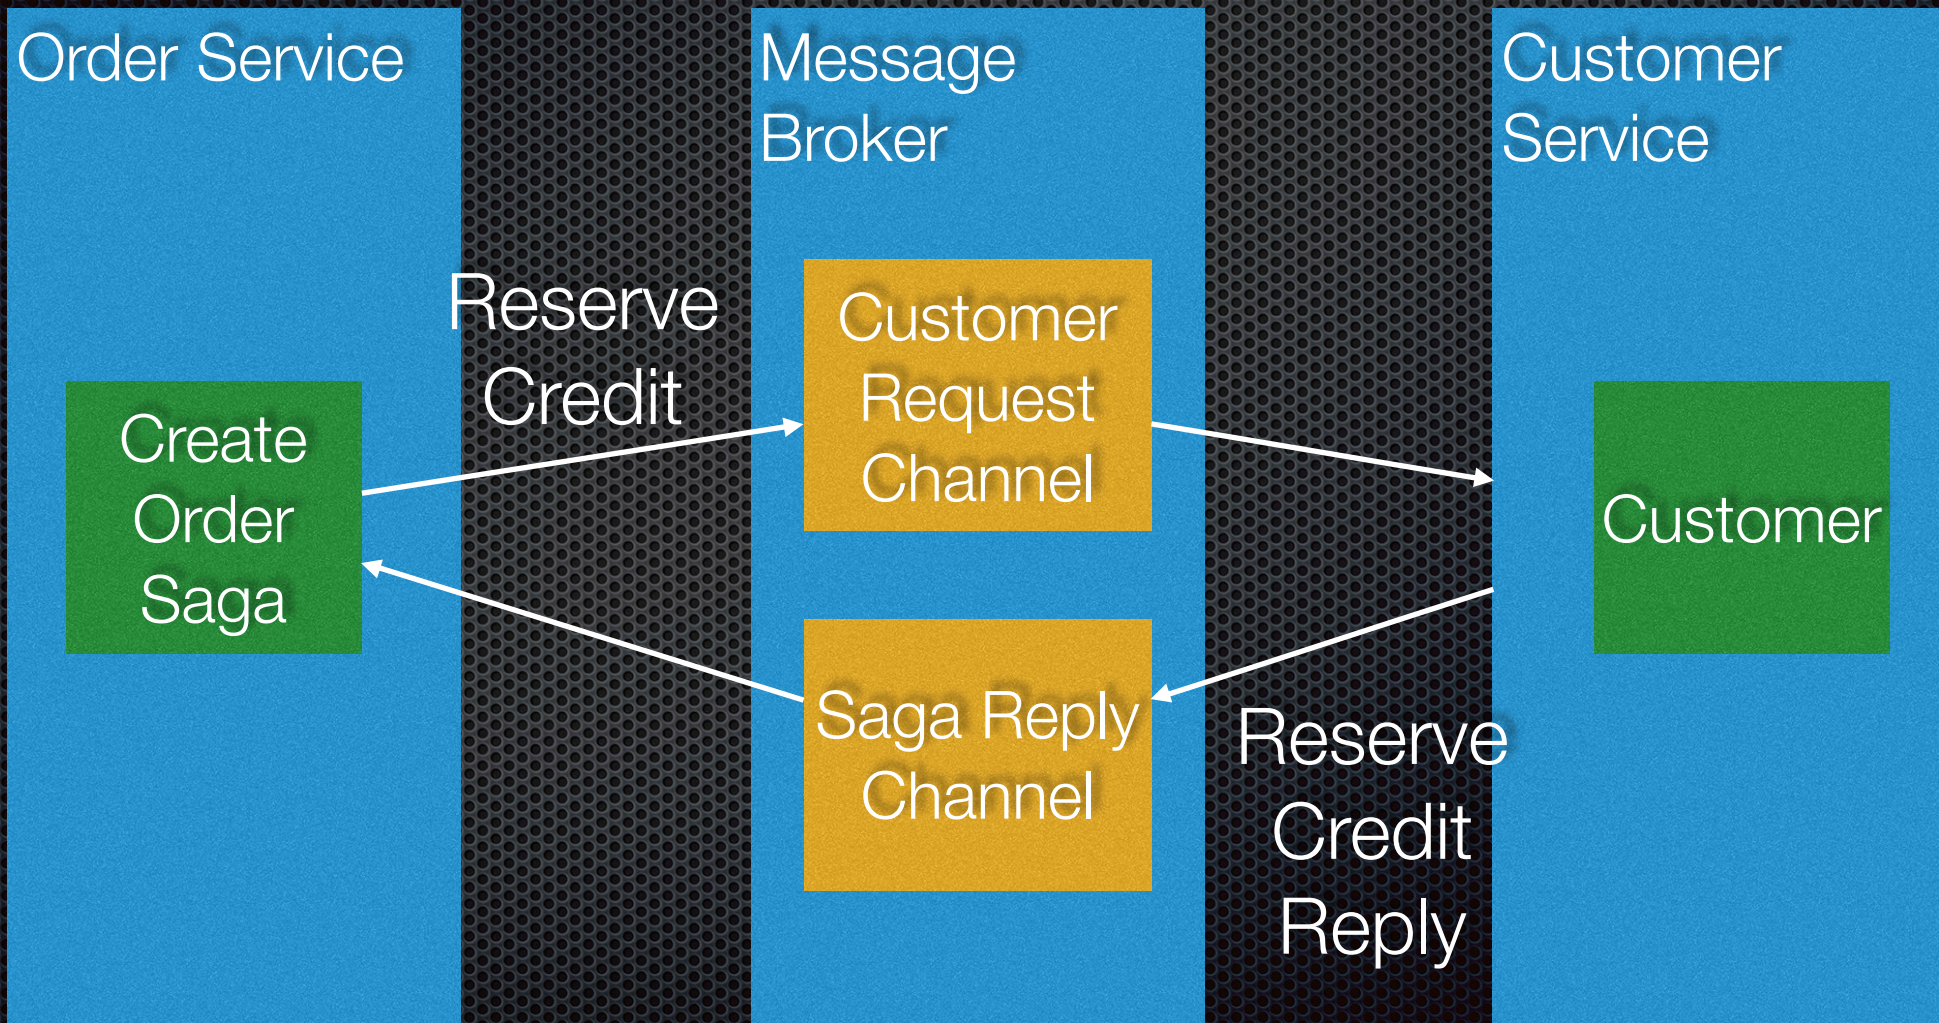 Order Service
Message
Broker
Customer
Service
Reserve
Credit
Create
Order
Saga
Customer
Request
Channel
Customer
Saga Reply
Channel
Reserve
Credit
Reply